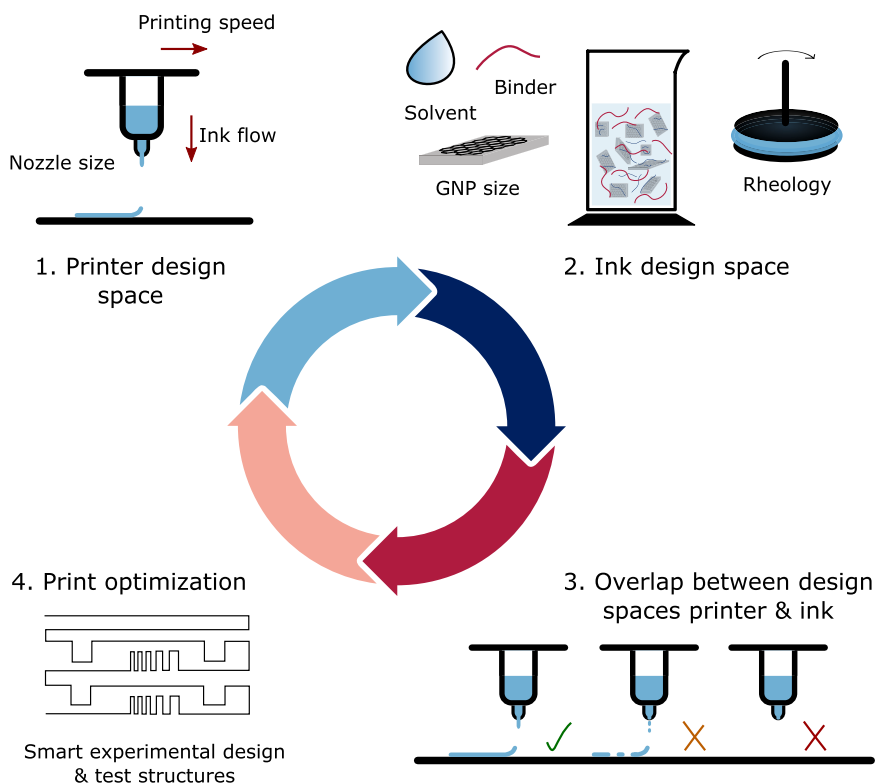 Printing speed
Ink flow
Nozzle size
1. Printer design
space
Solvent
Binder
GNP size
Rheology
2. Ink design space
3. Overlap between design
spaces printer & ink
4. Print optimization
Smart experimental design
& test structures